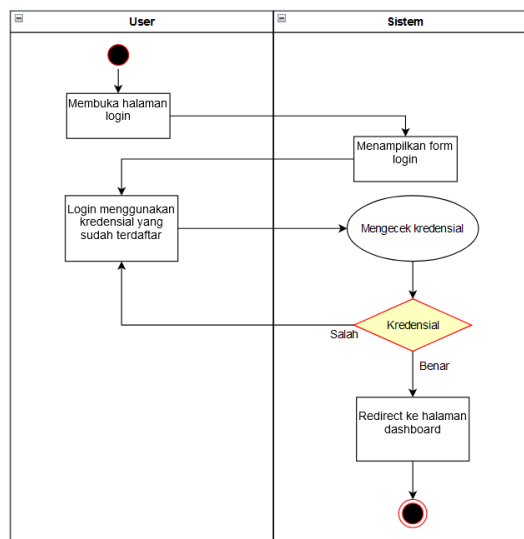 User
Sistem
Membuka halaman
login
Menampilkan form
login
Login menggunakan
kredensial yang
sudah terdaftar
Mengecek kredensial
Kredensial
Salah
Benar
Redirect ke halaman
dashboard